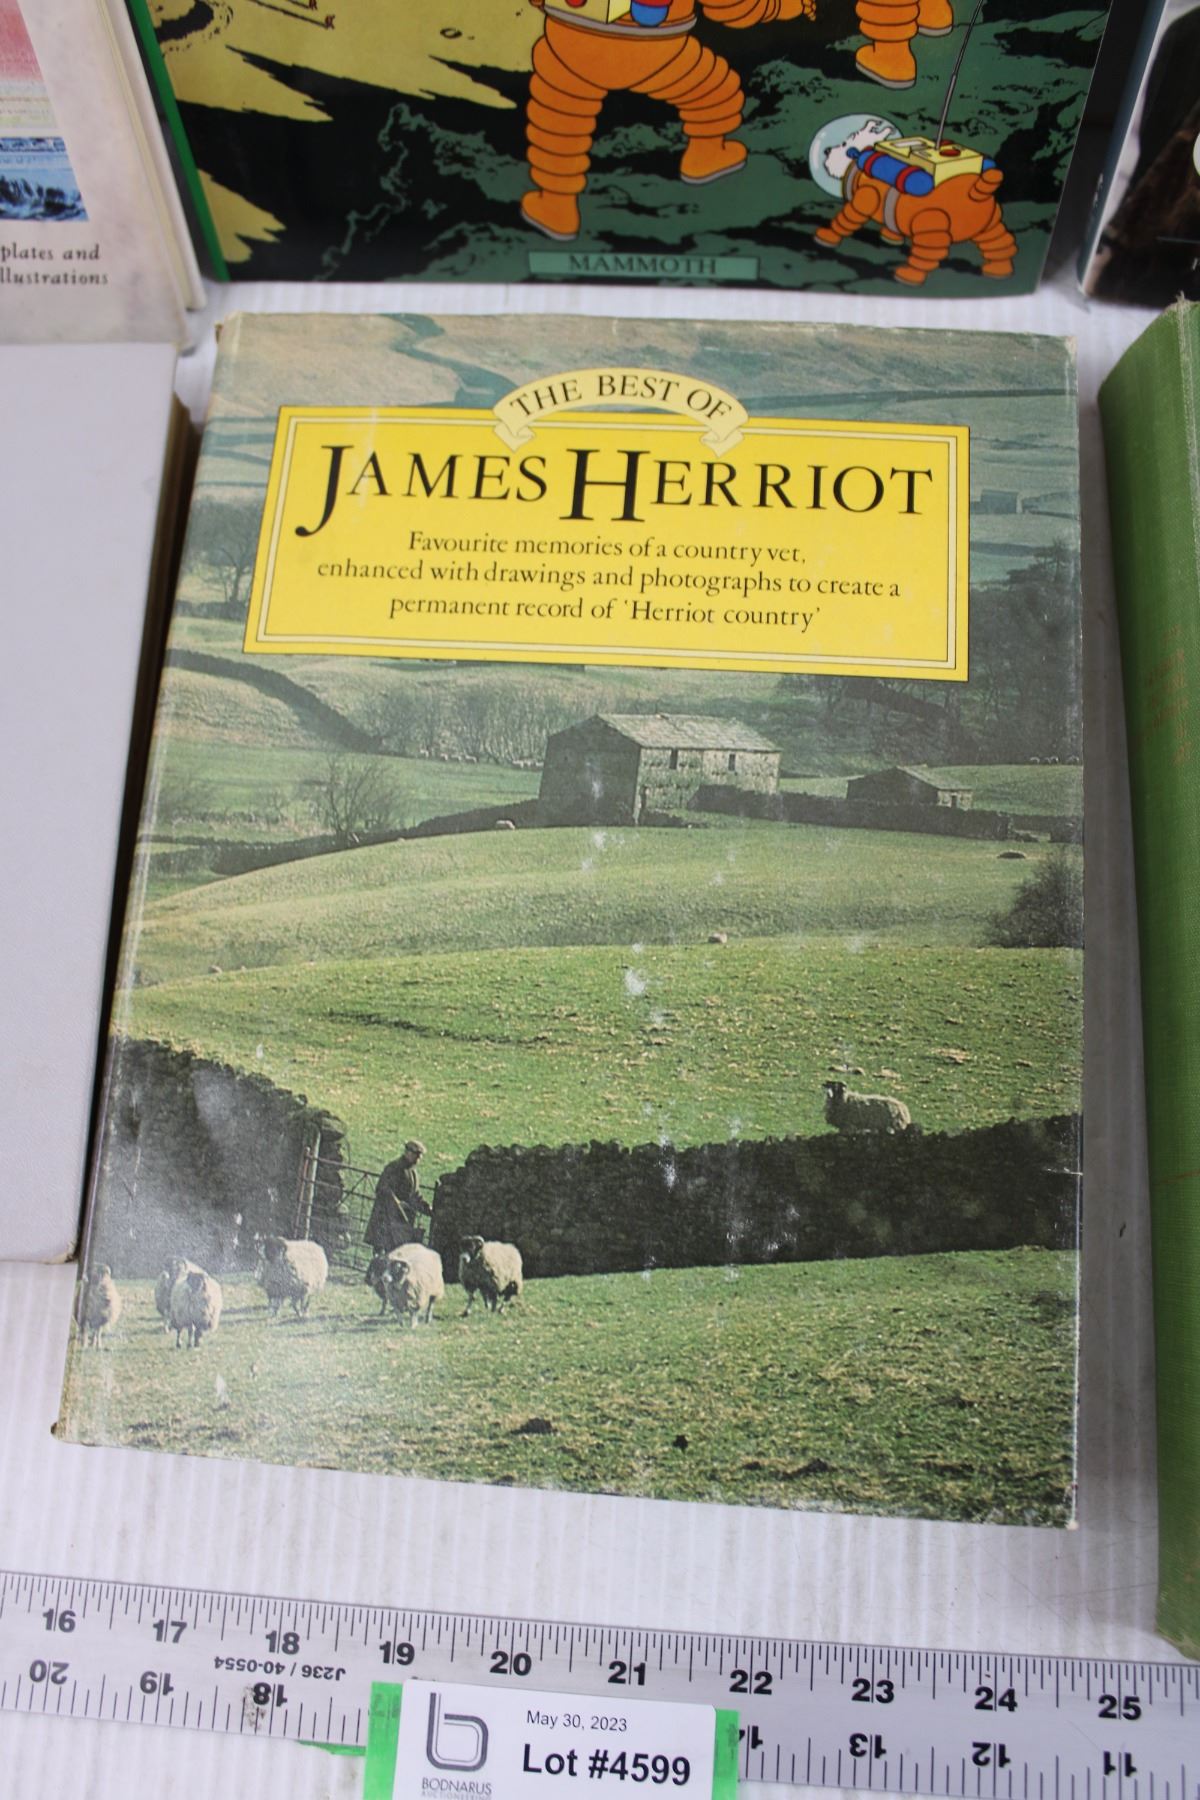 plates and
llustrations
MAMMOTH
THE BEST OF
JAMES HERRIOT
Favourite memories of a country vet,
enhanced with drawings and photographs to create a
permanent record of 'Herriot country'
16 17 18 19 20 21 22 23 24 25
J236 / 40-0554
20 19 18 14 13 12 11
May 30, 2023
Lot #4599
BODNARUS
AUCTIONEERING